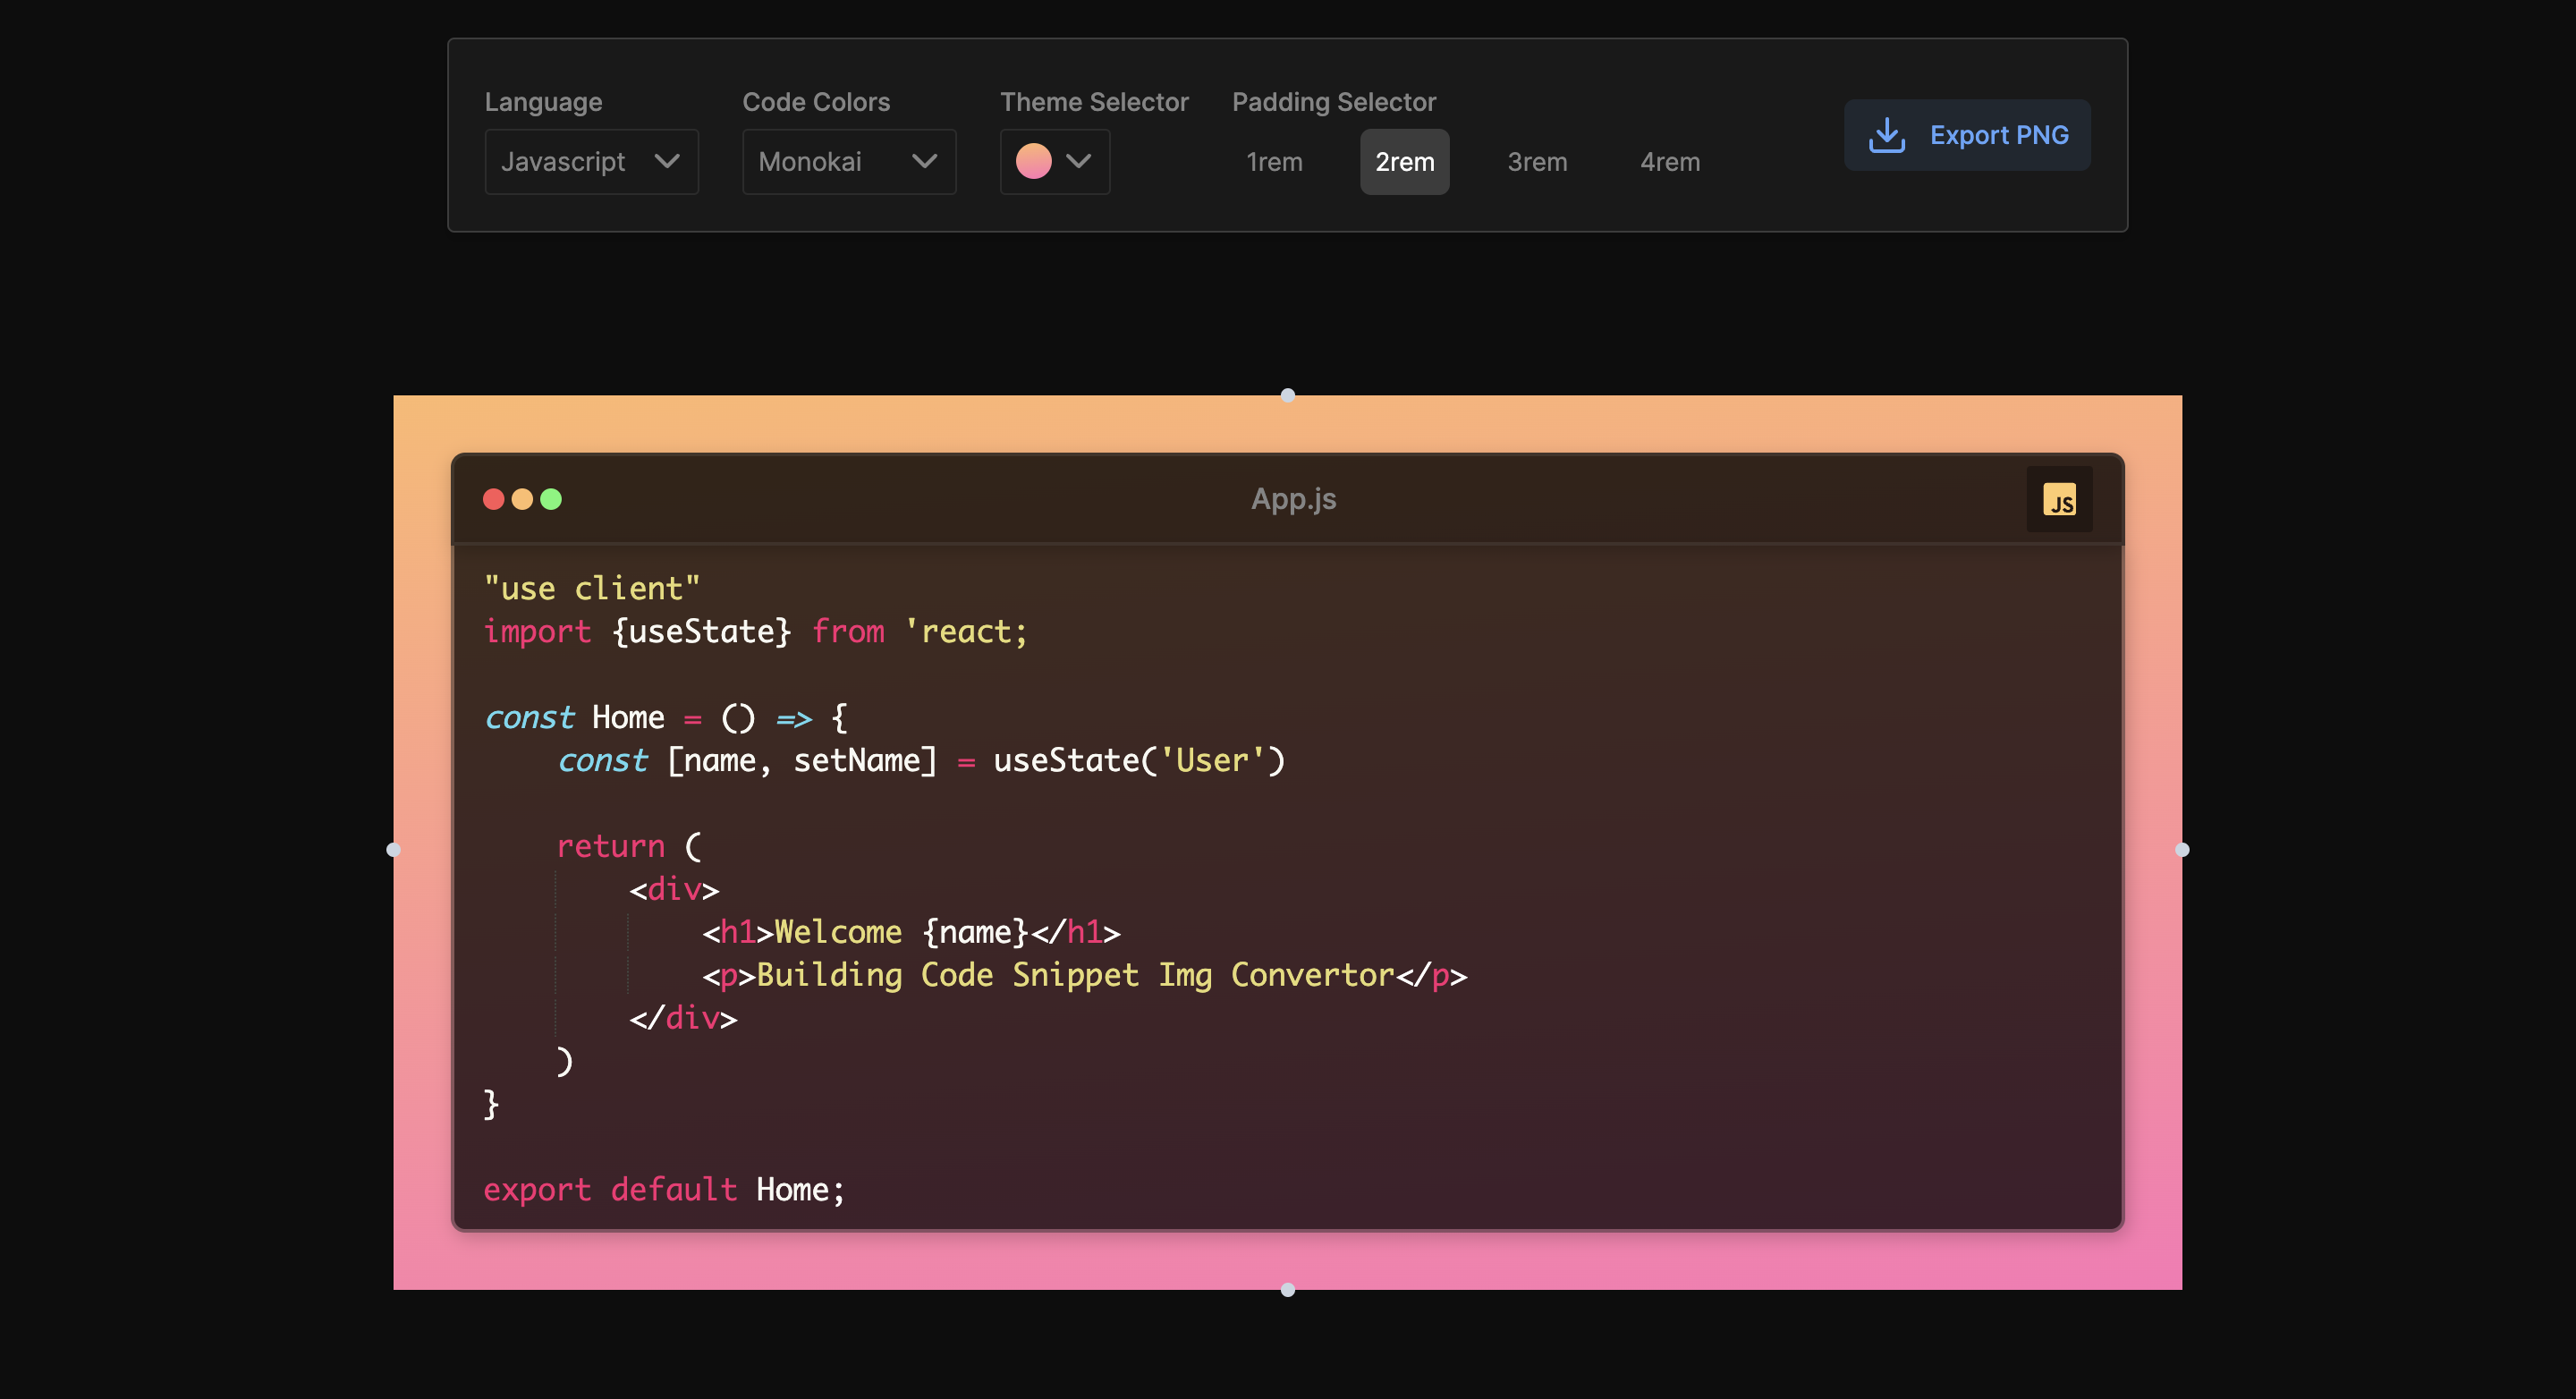 Language Code Colors Theme Selector Padding Selector
Javascript Monokai 1rem 2rem 3rem 4rem
Export PNG
App.js
JS
"use client"
import {useState} from 'react;

const Home = () => {
    const [name, setName] = useState('User')

    return (
        <div>
            <h1>Welcome {name}</h1>
            <p>Building Code Snippet Img Convertor</p>
        </div>
    )
}

export default Home;